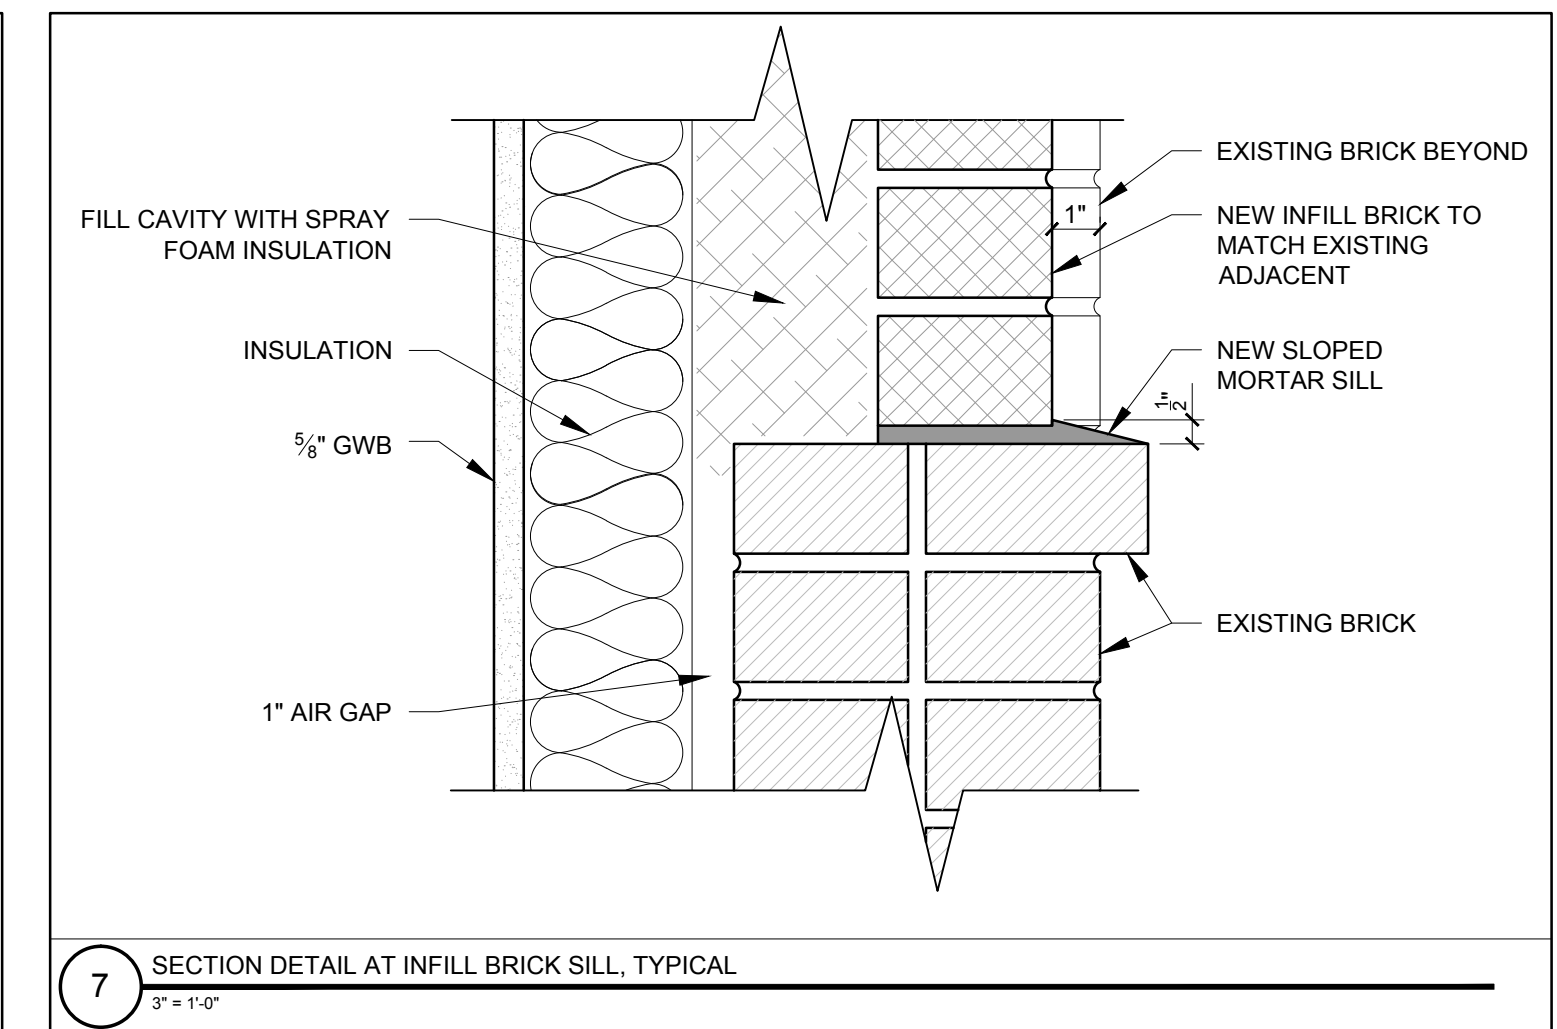 FILL CAVITY WITH SPRAY
FOAM INSULATION
INSULATION
⅝" GWB
1" AIR GAP
EXISTING BRICK BEYOND
1"
NEW INFILL BRICK TO
MATCH EXISTING
ADJACENT
NEW SLOPED
MORTAR SILL
½"
EXISTING BRICK
7
SECTION DETAIL AT INFILL BRICK SILL, TYPICAL
3" = 1'-0"